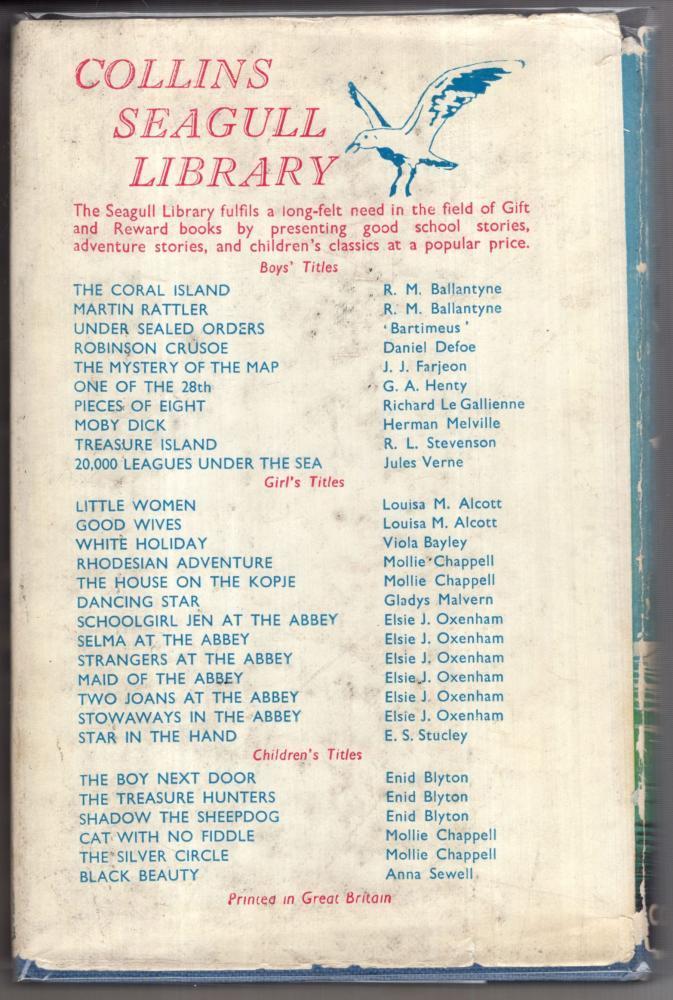 COLLINS
SEAGULL
LIBRARY
The Seagull Library fulfils a long-felt need in the field of Gift
and Reward books by presenting good school stories,
adventure stories, and children's classics at a popular price.
Boys' Titles
THE CORAL ISLAND R. M. Ballantyne
MARTIN RATTLER R. M. Ballantyne
UNDER SEALED ORDERS 'Bartimeus'
ROBINSON CRUSOE Daniel Defoe
THE MYSTERY OF THE MAP J. J. Farjeon
ONE OF THE 28th G. A. Henty
PIECES OF EIGHT Richard Le Gallienne
MOBY DICK Herman Melville
TREASURE ISLAND R. L. Stevenson
20,000 LEAGUES UNDER THE SEA Jules Verne
Girl's Titles
LITTLE WOMEN Louisa M. Alcott
GOOD WIVES Louisa M. Alcott
WHITE HOLIDAY Viola Bayley
RHODESIAN ADVENTURE Mollie Chappell
THE HOUSE ON THE KOPJE Mollie Chappell
DANCING STAR Gladys Malvern
SCHOOLGIRL JEN AT THE ABBEY Elsie J. Oxenham
SELMA AT THE ABBEY Elsie J. Oxenham
STRANGERS AT THE ABBEY Elsie J. Oxenham
MAID OF THE ABBEY Elsie J. Oxenham
TWO JOANS AT THE ABBEY Elsie J. Oxenham
STOWAWAYS IN THE ABBEY Elsie J. Oxenham
STAR IN THE HAND E. S. Stucley
Children's Titles
THE BOY NEXT DOOR Enid Blyton
THE TREASURE HUNTERS Enid Blyton
SHADOW THE SHEEPDOG Enid Blyton
CAT WITH NO FIDDLE Mollie Chappell
THE SILVER CIRCLE Mollie Chappell
BLACK BEAUTY Anna Sewell
Printed in Great Britain